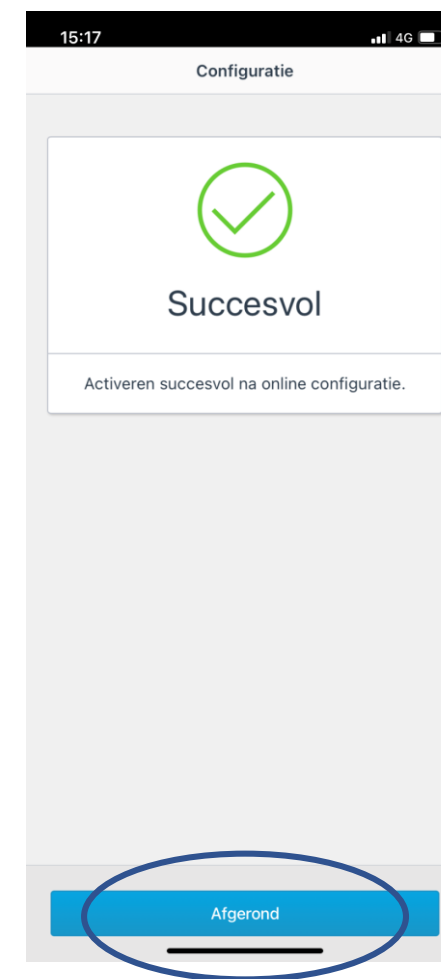 15:17 4G
Configuratie
Succesvol
Activeren succesvol na online configuratie.
Afgerond